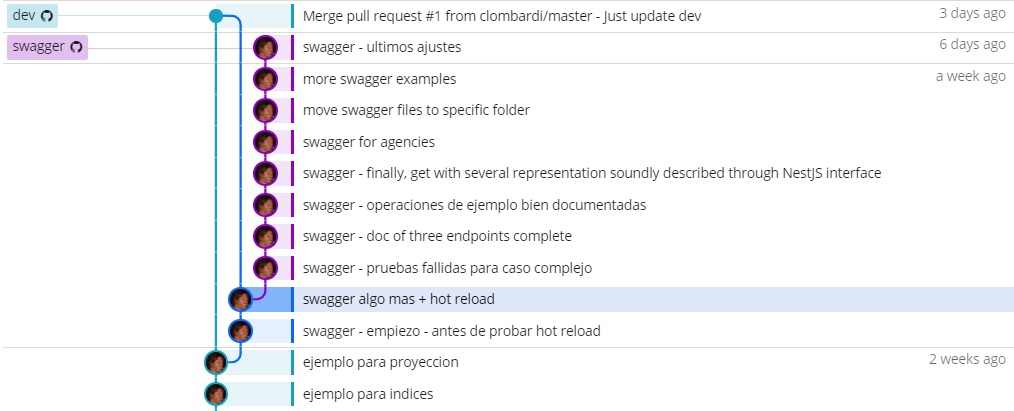 dev Merge pull request #1 from clombardi/master - Just update dev 3 days ago
swagger swagger - ultimos ajustes 6 days ago
more swagger examples a week ago
move swagger files to specific folder
swagger for agencies
swagger - finally, get with several representation soundly described through NestJS interface
swagger - operaciones de ejemplo bien documentadas
swagger - doc of three endpoints complete
swagger - pruebas fallidas para caso complejo
swagger algo mas + hot reload
swagger - empiezo - antes de probar hot reload
ejemplo para proyeccion 2 weeks ago
ejemplo para indices